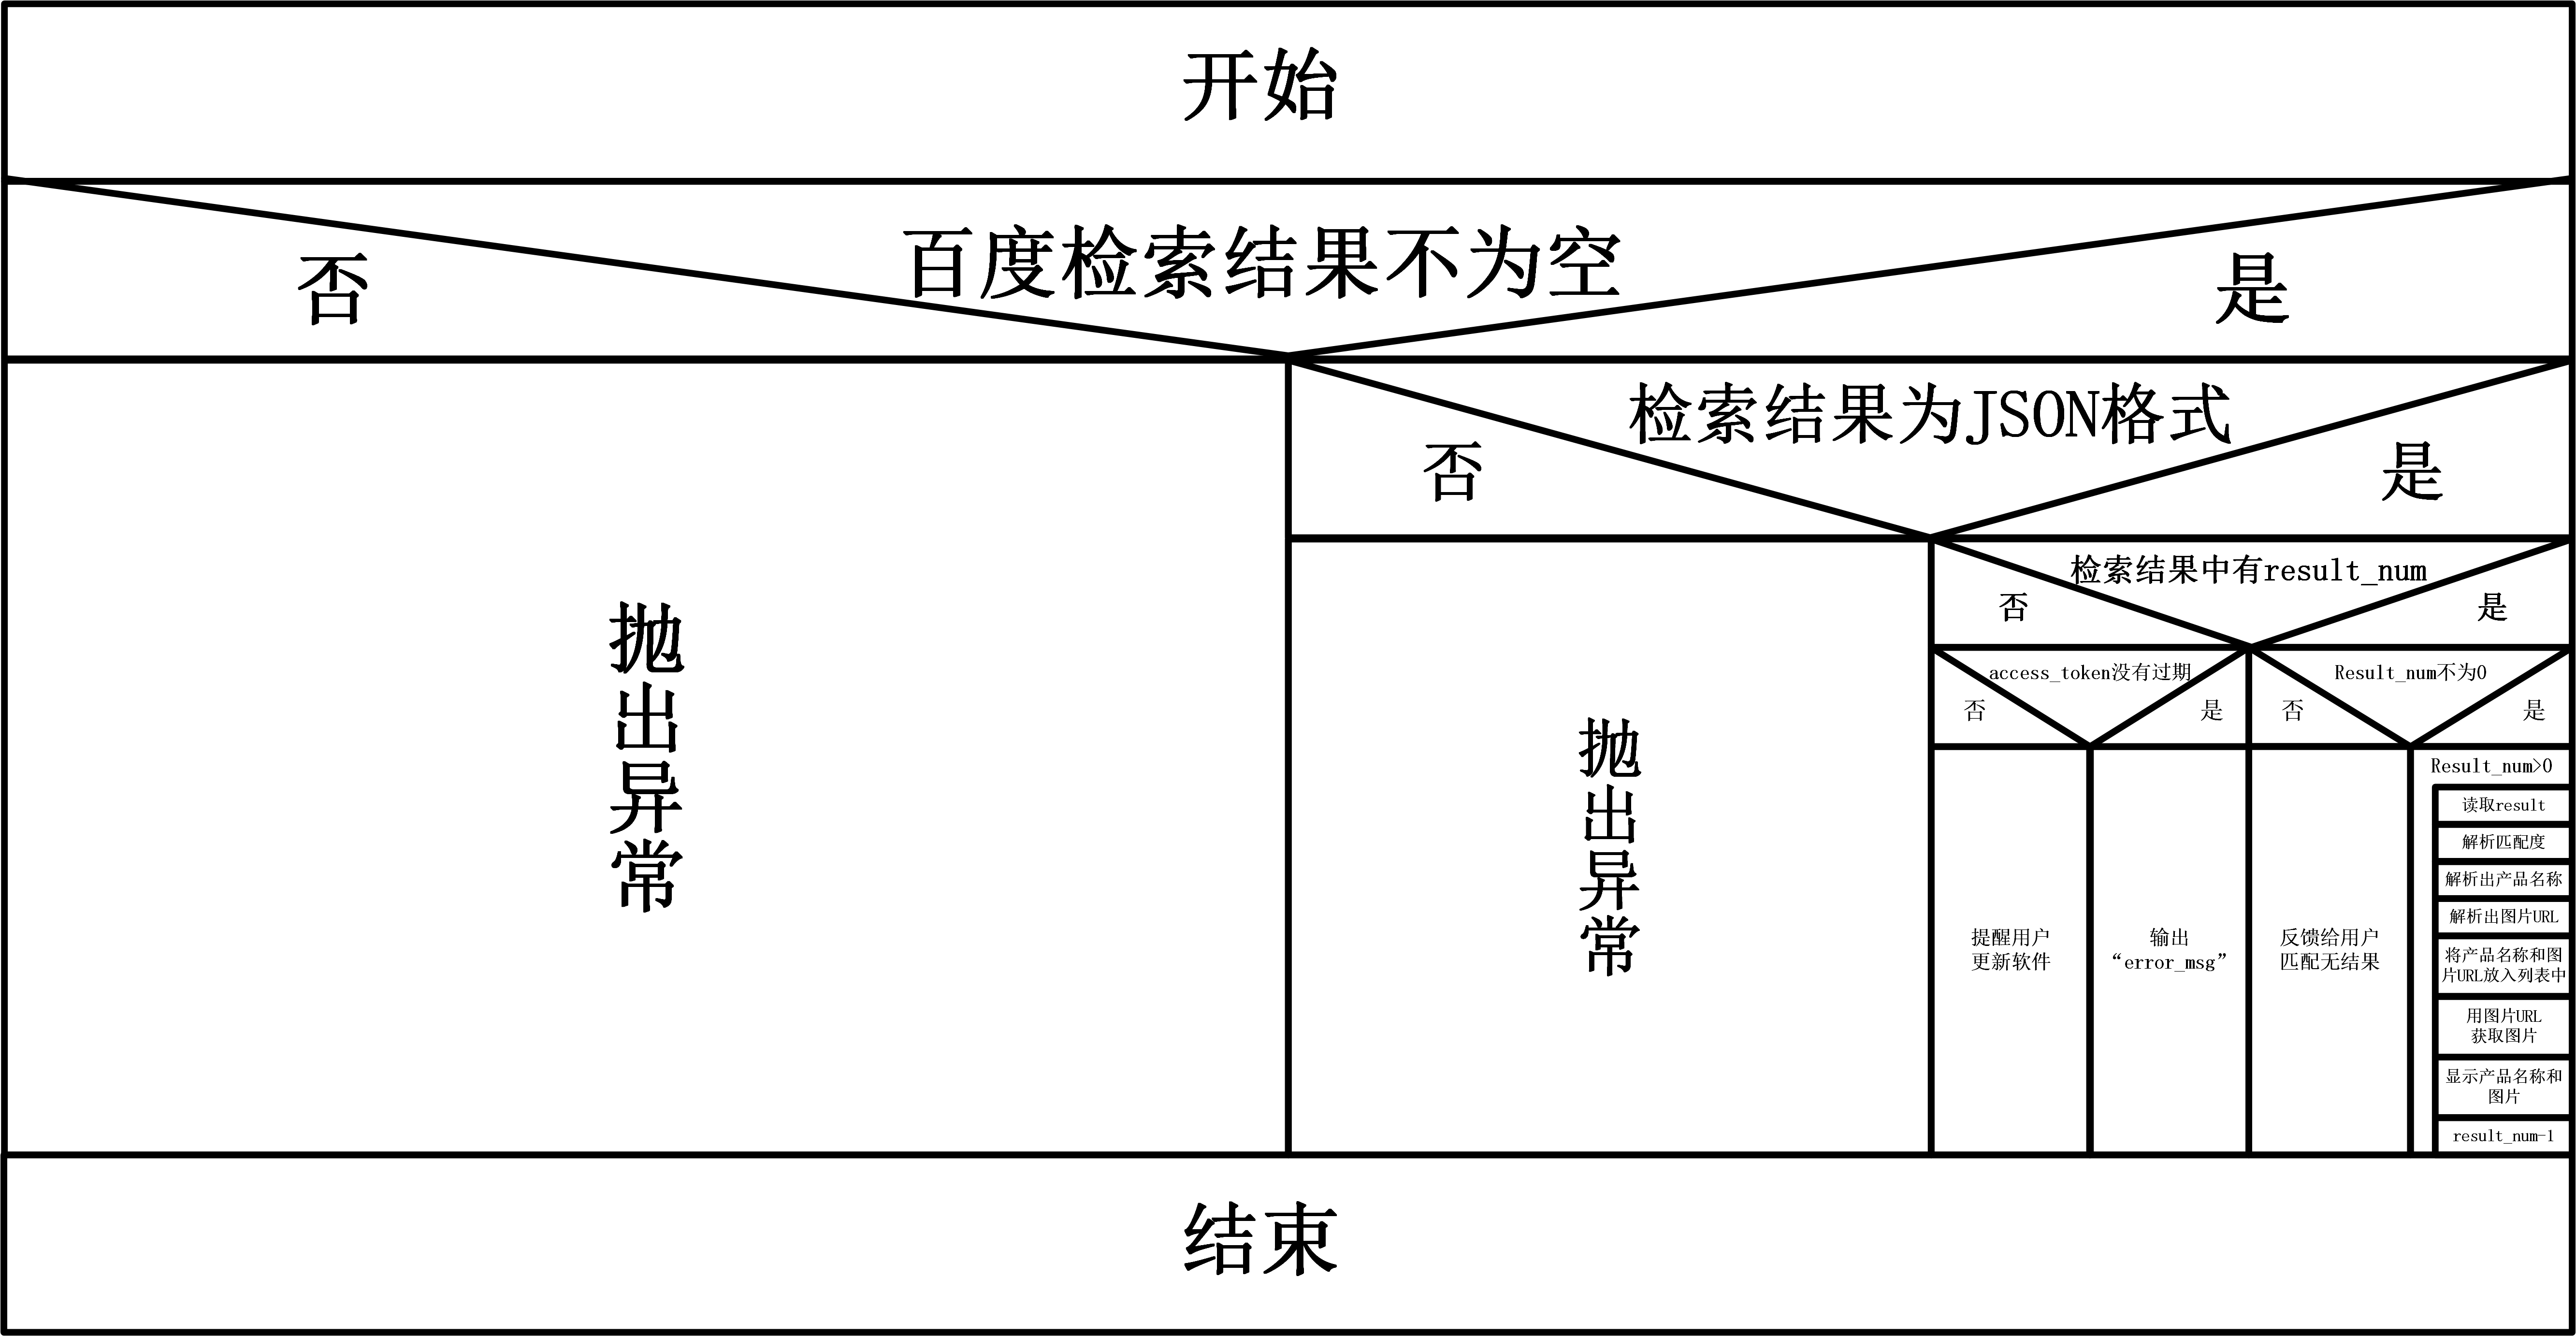 开始
百度检索结果不为空
否
是
检索结果为JSON格式
否
是
检索结果中有result_num
否
是
access_token没有过期
否
是
Result_num不为0
否
是
抛出异常
抛出异常
提醒用户
更新软件
输出
“error_msg”
反馈给用户
匹配无结果
Result_num>0
读取result
解析匹配度
解析出产品名称
解析出图片URL
将产品名称和图
片URL放入列表中
用图片URL
获取图片
显示产品名称和
图片
result_num-1
结束